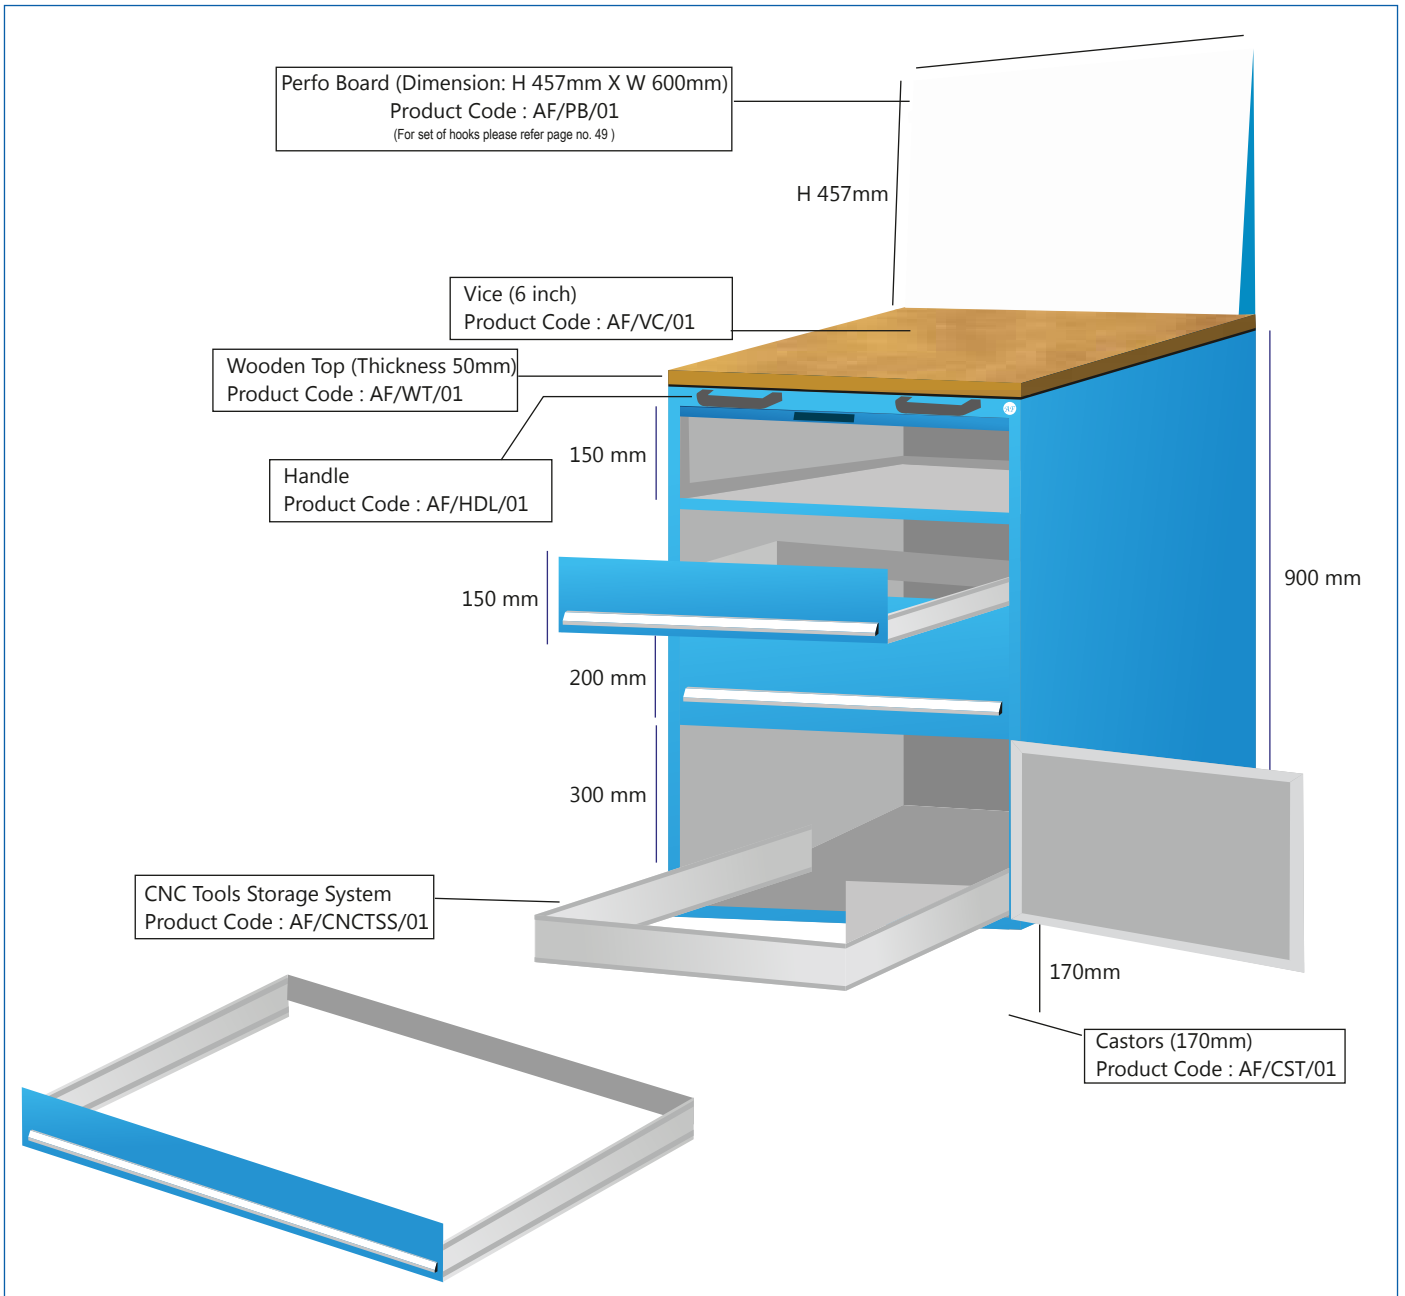 Perfo Board (Dimension: H 457mm X W 600mm)
Product Code : AF/PB/01
(For set of hooks please refer page no. 49 )
H 457mm
Vice (6 inch)
Product Code : AF/VC/01
Wooden Top (Thickness 50mm)
Product Code : AF/WT/01
150 mm
Handle
Product Code : AF/HDL/01
150 mm
900 mm
200 mm
300 mm
CNC Tools Storage System
Product Code : AF/CNCTSS/01
170mm
Castors (170mm)
Product Code : AF/CST/01